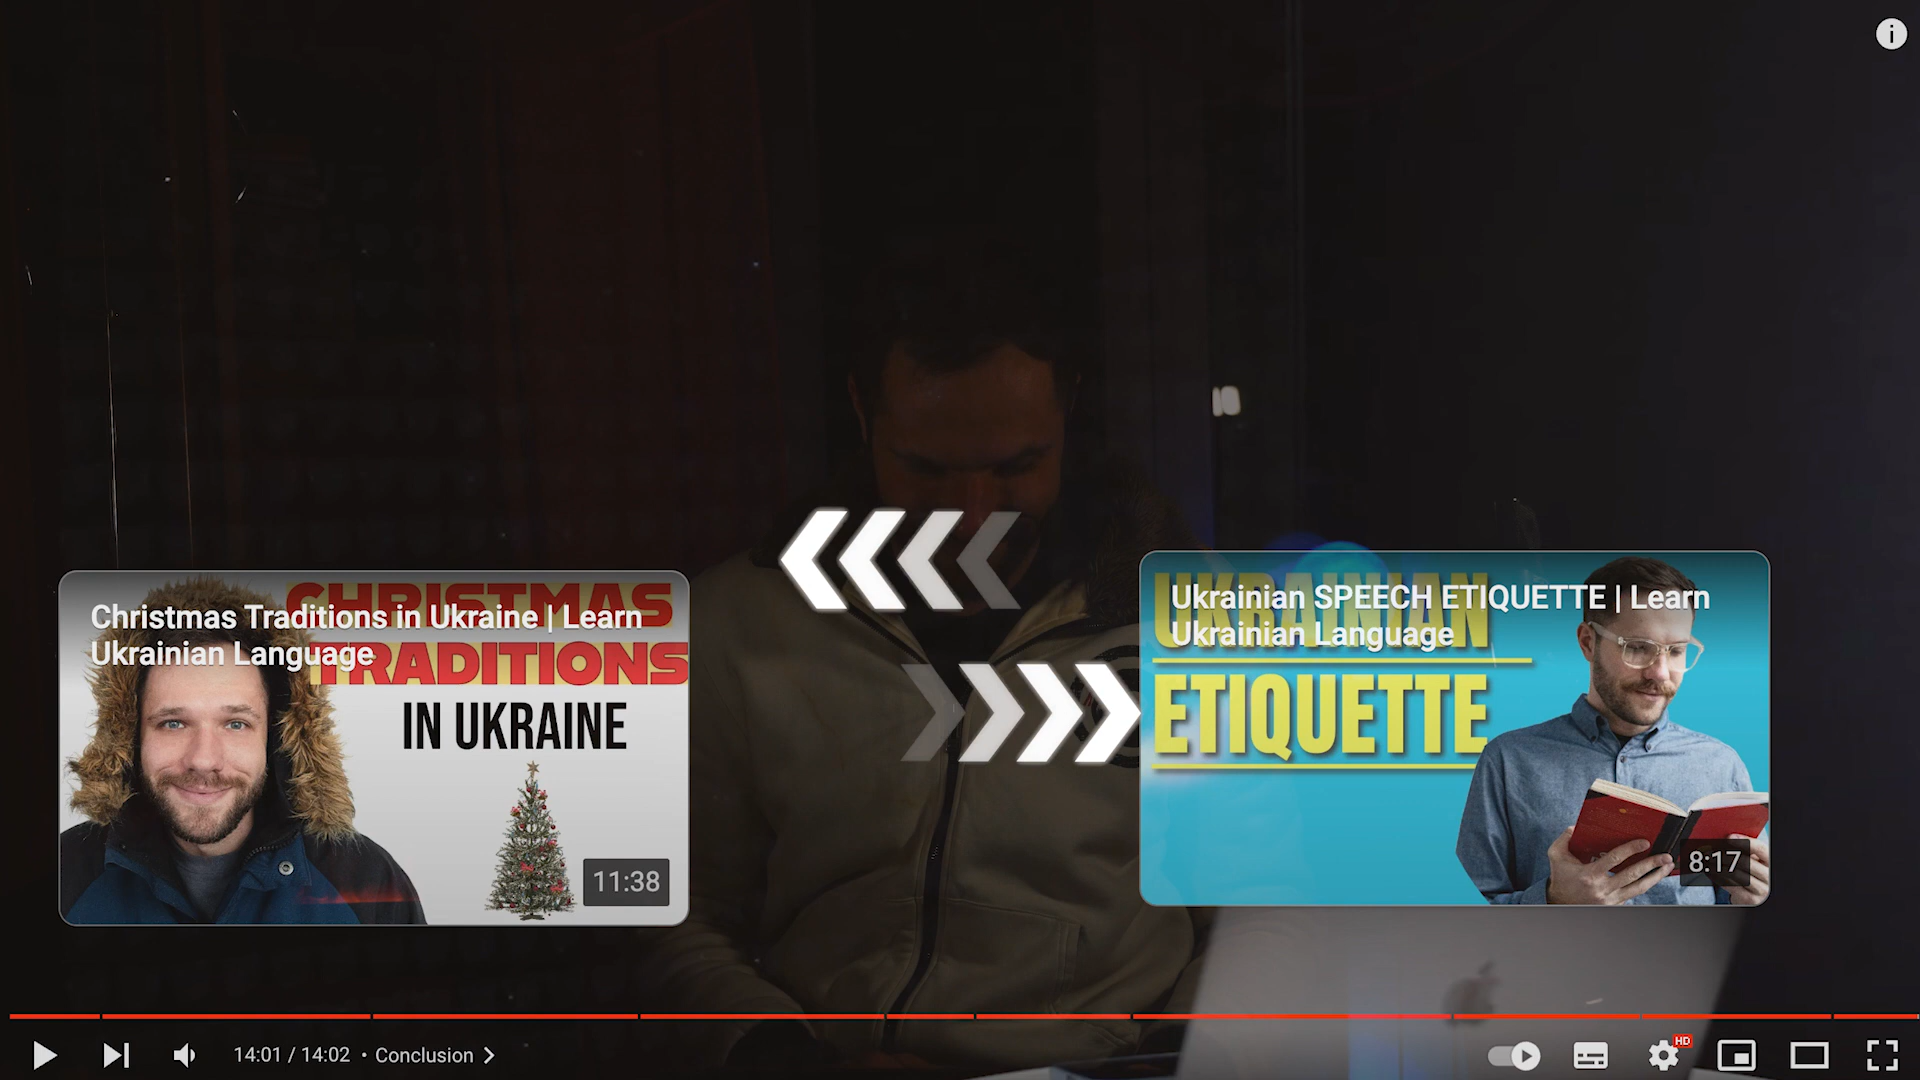 Christmas Traditions in Ukraine | Learn
Ukrainian Language
CHRISTMAS
TRADITIONS
IN UKRAINE
11:38
Ukrainian SPEECH ETIQUETTE | Learn
Ukrainian Language
UKRAINIAN
ETIQUETTE
8:17
14:01 / 14:02 • Conclusion
HD